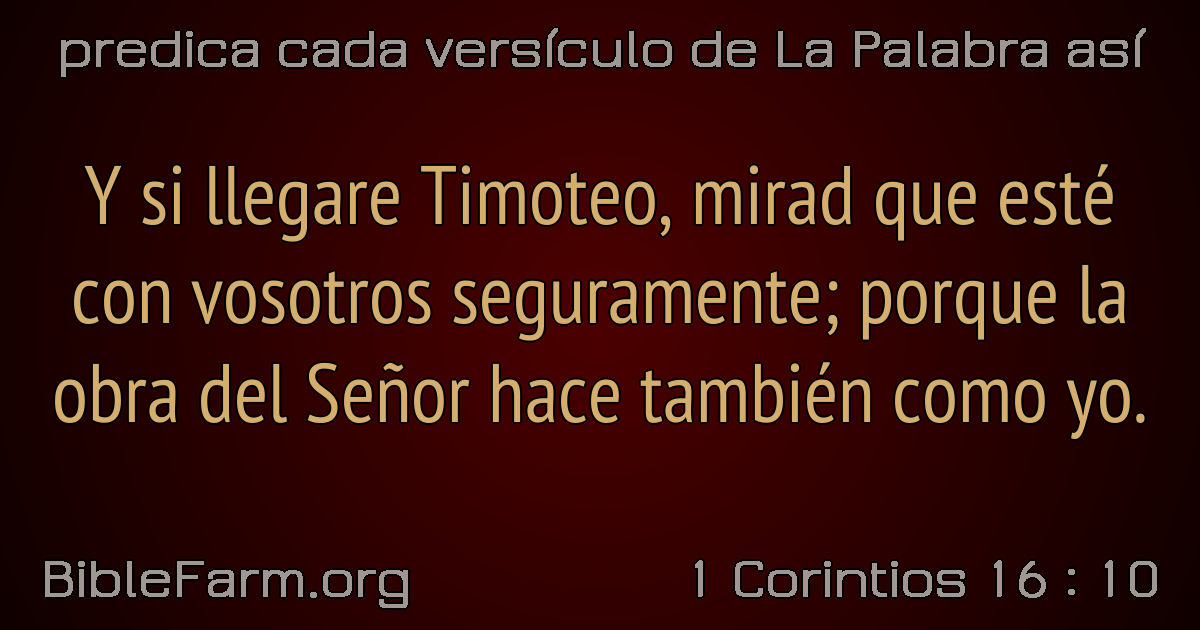 predica cada versículo de La Palabra así
Y si llegare Timoteo, mirad que esté
con vosotros seguramente; porque la
obra del Señor hace también como yo.
BibleFarm.org
1 Corintios 16 : 10